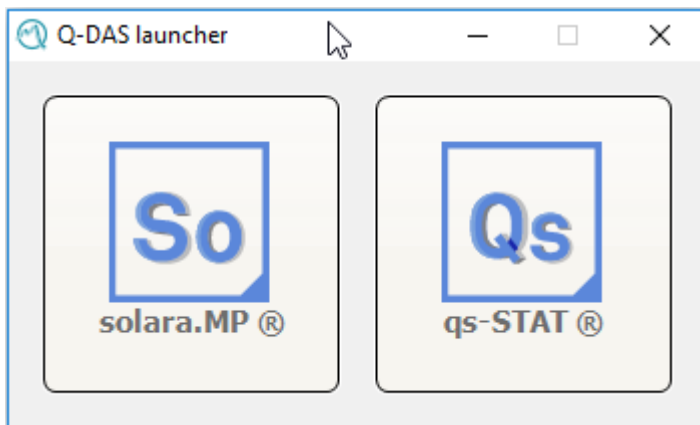 Q-DAS launcher
So
Qs
solara.MP ®
qs-STAT ®